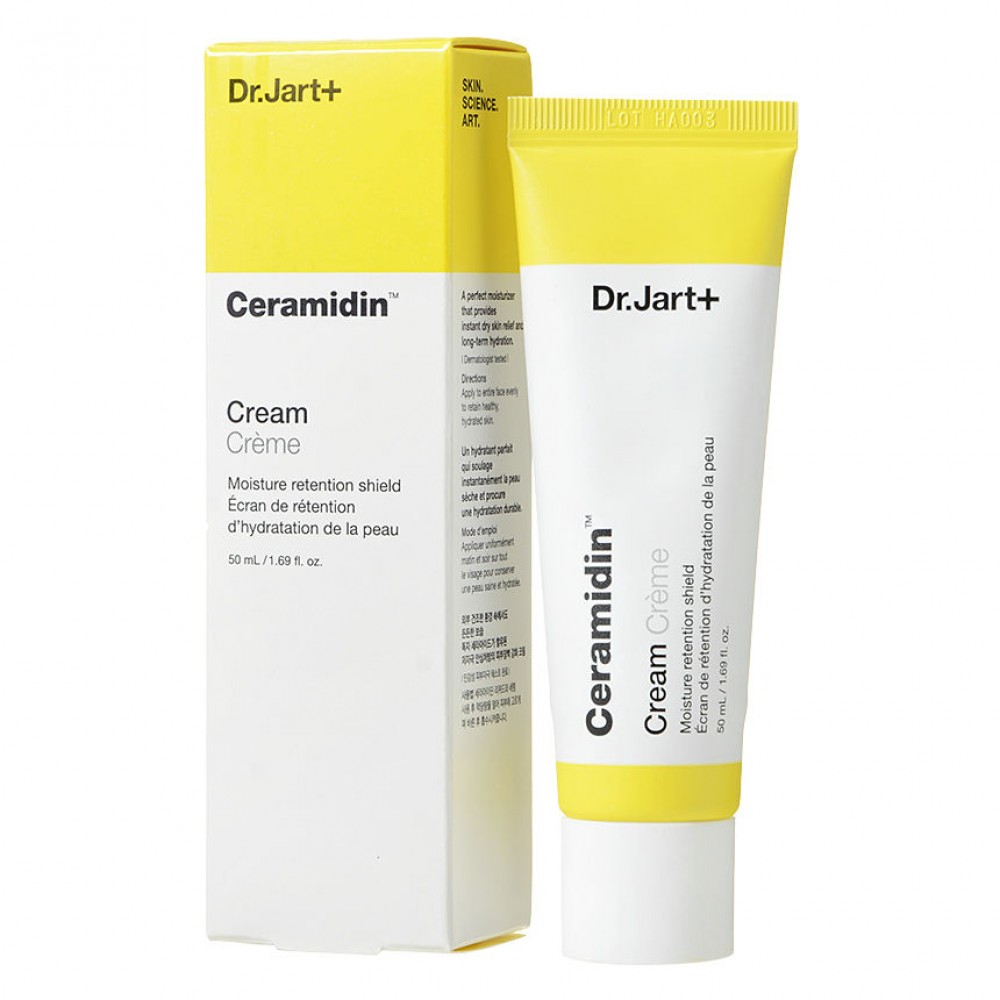 Dr.Jart+
Ceramidin™
Cream
Crème
Moisture retention shield
Écran de rétention
d'hydratation de la peau
50 mL / 1.69 fl. oz.
SKIN.
SCIENCE.
ART.
A perfect moisturizer
that provides
instant dry skin relief and
long-term hydration.
( Dermatologist tested )
Directions
Apply to entire face evenly
to retain healthy,
hydrated skin.
Un hydratant parfait
qui soulage
instantanément la peau
sèche et procure
une hydratation durable.
Mode d'emploi
Appliquer uniformément
matin et soir sur tout
le visage pour conserver
une peau saine et hydratée.
LOT HA003
Dr.Jart+
Ceramidin™
Cream Crème
Moisture retention shield
Écran de rétention d'hydratation de la peau
50 mL / 1.69 fl. oz.